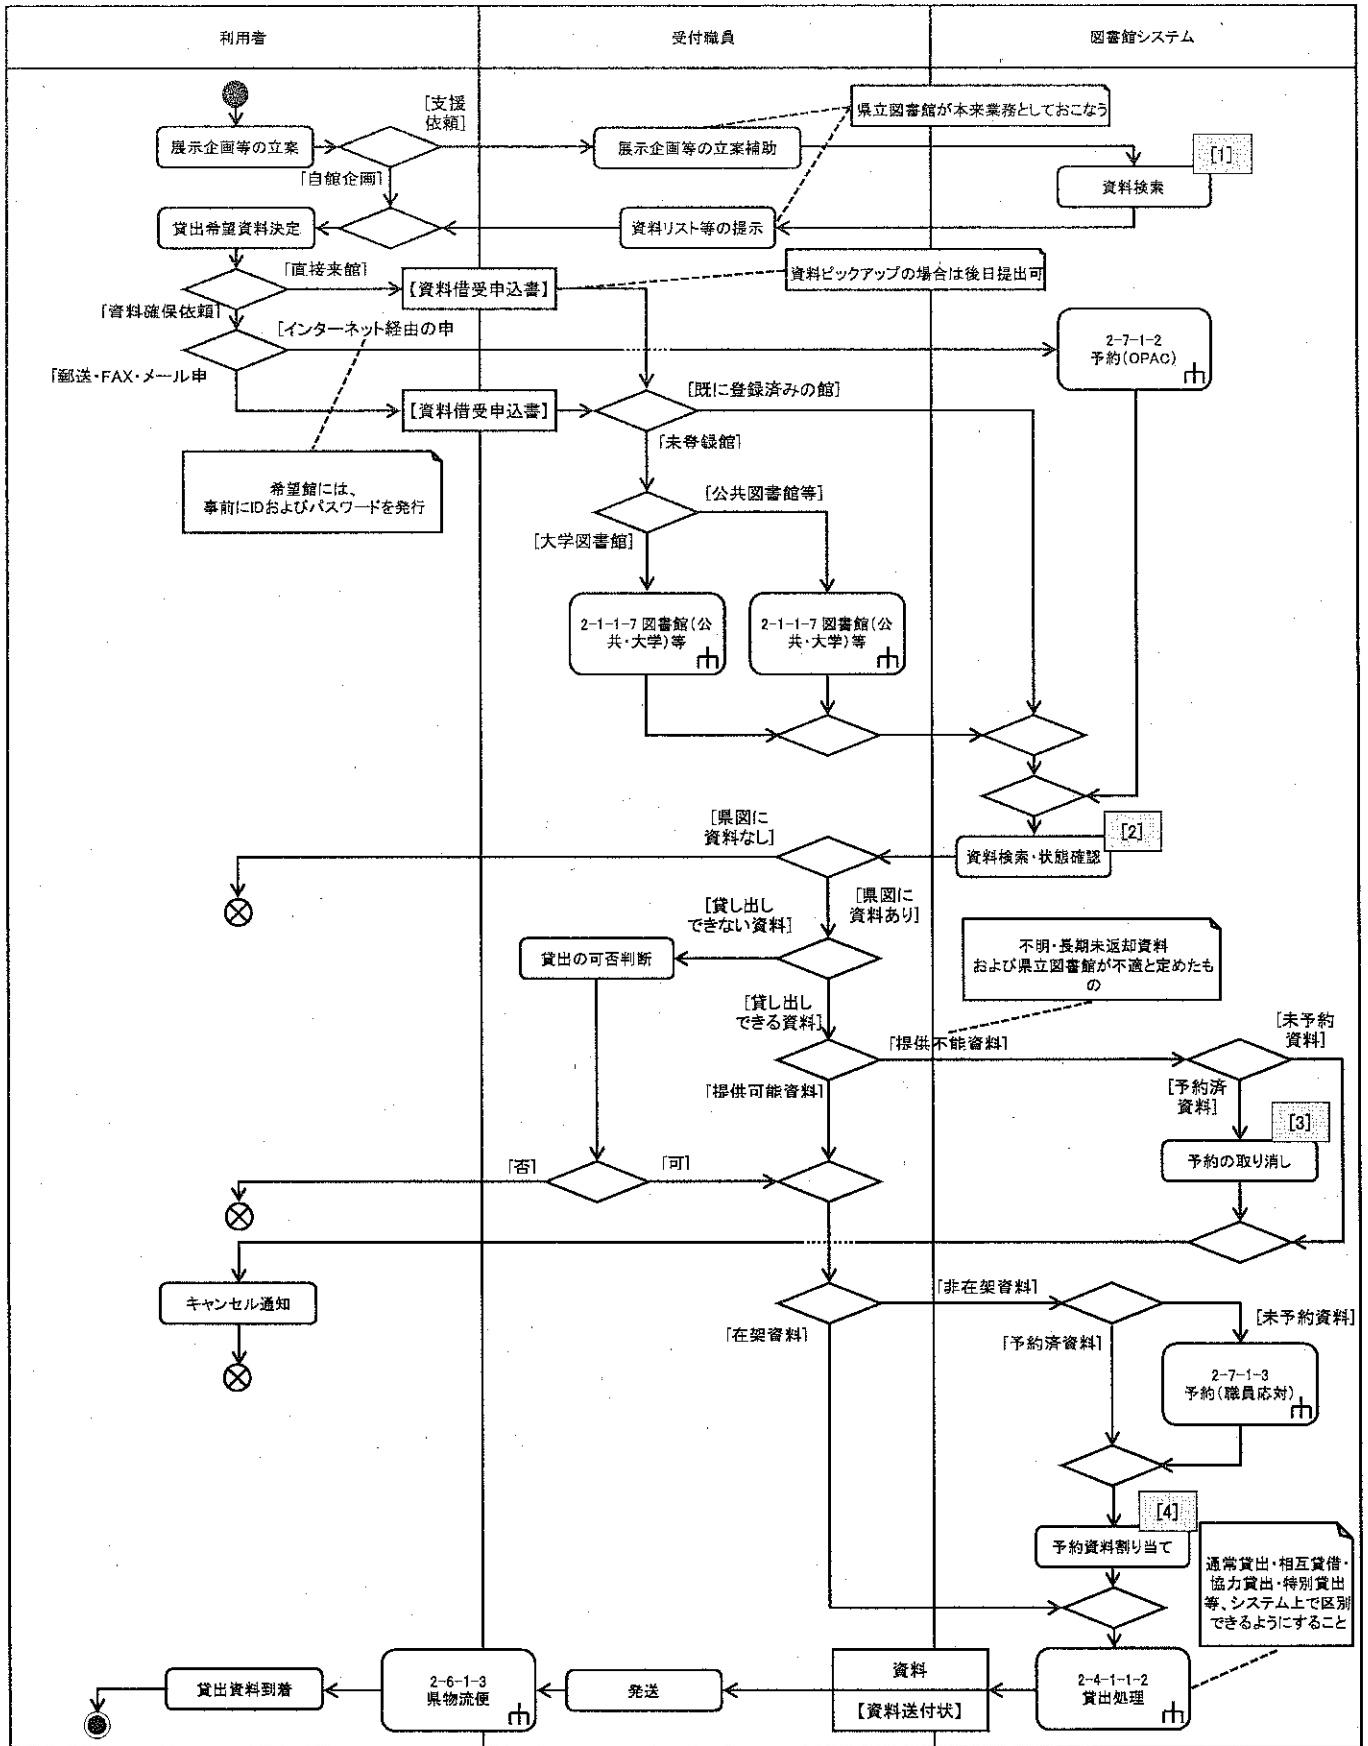 利用者
受付職員
図書館システム
[支援
依頼]
県立図書館が本来業務としておこなう
展示企画等の立案
展示企画等の立案補助
[1]
資料検索
[自館企画]
貸出希望資料決定
資料リスト等の提示
[直接来館]
【資料借受申込書】
資料ピックアップの場合は後日提出可
[資料確保依頼]
[インターネット経由の申
2-7-1-2
予約(OPAC)
[郵送・FAX・メール申
【資料借受申込書】
[既に登録済みの館]
[未登録館]
希望館には、
事前にIDおよびパスワードを発行
[公共図書館等]
[大学図書館]
2-1-1-7 図書館(公
共・大学)等
2-1-1-7 図書館(公
共・大学)等
[県図に
資料なし]
[2]
資料検索・状態確認
[県図に
資料あり]
[貸し出し
できない資料]
貸出の可否判断
不明・長期未返却資料
および県立図書館が不適と定めたも
の
[貸し出し
できる資料]
[提供不能資料]
[未予約
資料]
[提供可能資料]
[予約済
資料]
[3]
予約の取り消し
[否]
[可]
キャンセル通知
[非在架資料]
[在架資料]
[予約済資料]
[未予約資料]
2-7-1-3
予約(職員応対)
[4]
予約資料割り当て
通常貸出・相互貸借・
協力貸出・特別貸出
等、システム上で区別
できるようにすること
貸出資料到着
2-6-1-3
県物流便
発送
資料
【資料送付状】
2-4-1-1-2
貸出処理